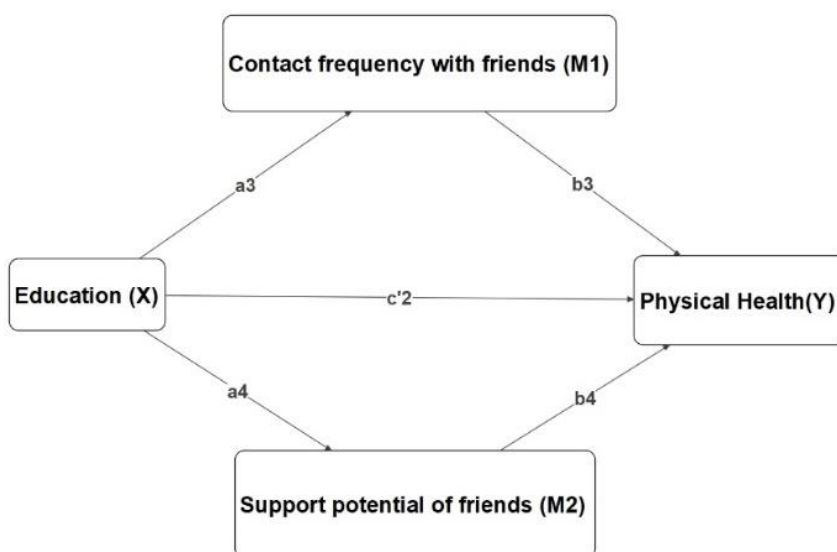 Contact frequency with friends (M1)
a3
b3
Education (X)
c'2
Physical Health(Y)
a4
b4
Support potential of friends (M2)